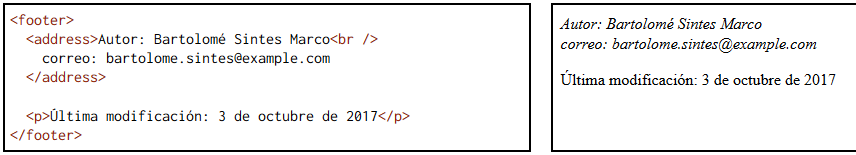 <footer>
  <address>Autor: Bartolomé Sintes Marco<br />
    correo: bartolome.sintes@example.com
  </address>
  <p>Última modificación: 3 de octubre de 2017</p>
</footer>
Autor: Bartolomé Sintes Marco
correo: bartolome.sintes@example.com
Última modificación: 3 de octubre de 2017